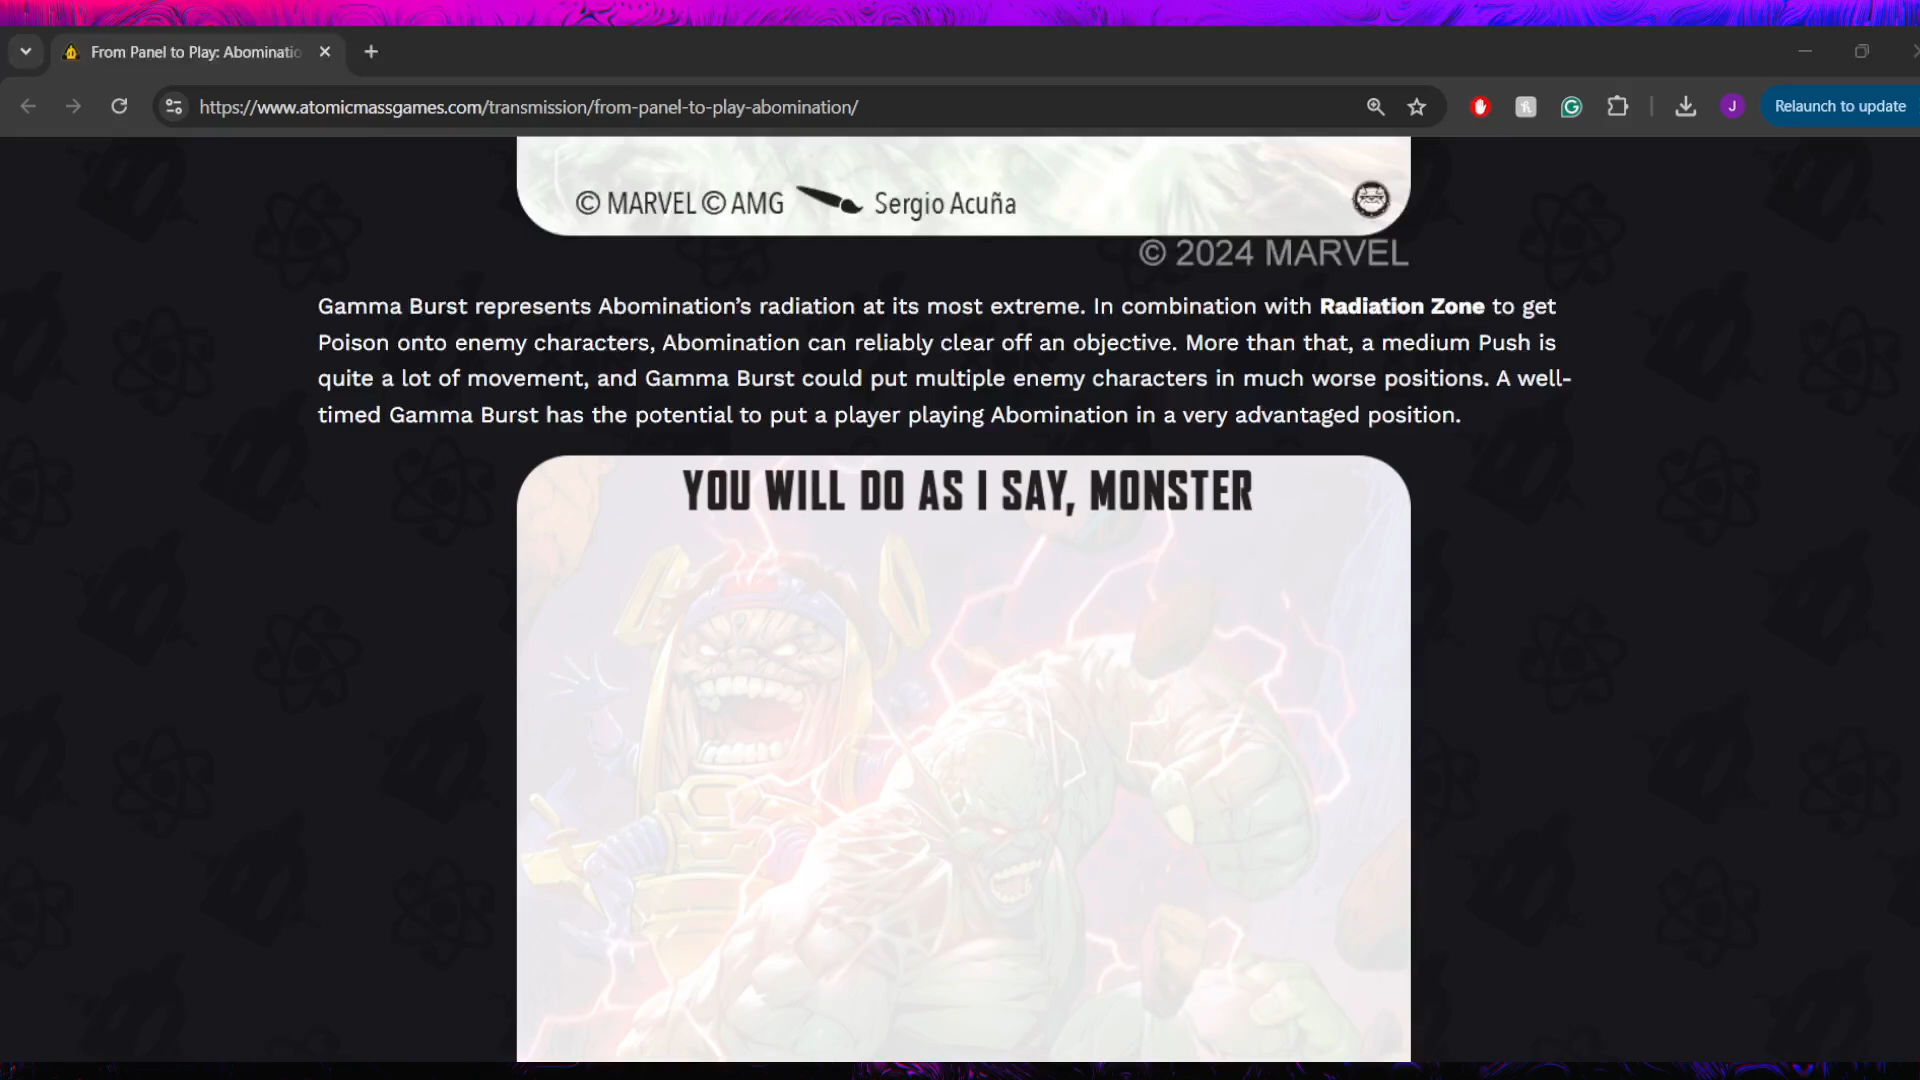 From Panel to Play: Abominatio
https://www.atomicmassgames.com/transmission/from-panel-to-play-abomination/
J
Relaunch to update
© MARVEL © AMG Sergio Acuña
© 2024 MARVEL
Gamma Burst represents Abomination’s radiation at its most extreme. In combination with Radiation Zone to get
Poison onto enemy characters, Abomination can reliably clear off an objective. More than that, a medium Push is
quite a lot of movement, and Gamma Burst could put multiple enemy characters in much worse positions. A well-
timed Gamma Burst has the potential to put a player playing Abomination in a very advantaged position.
YOU WILL DO AS I SAY, MONSTER